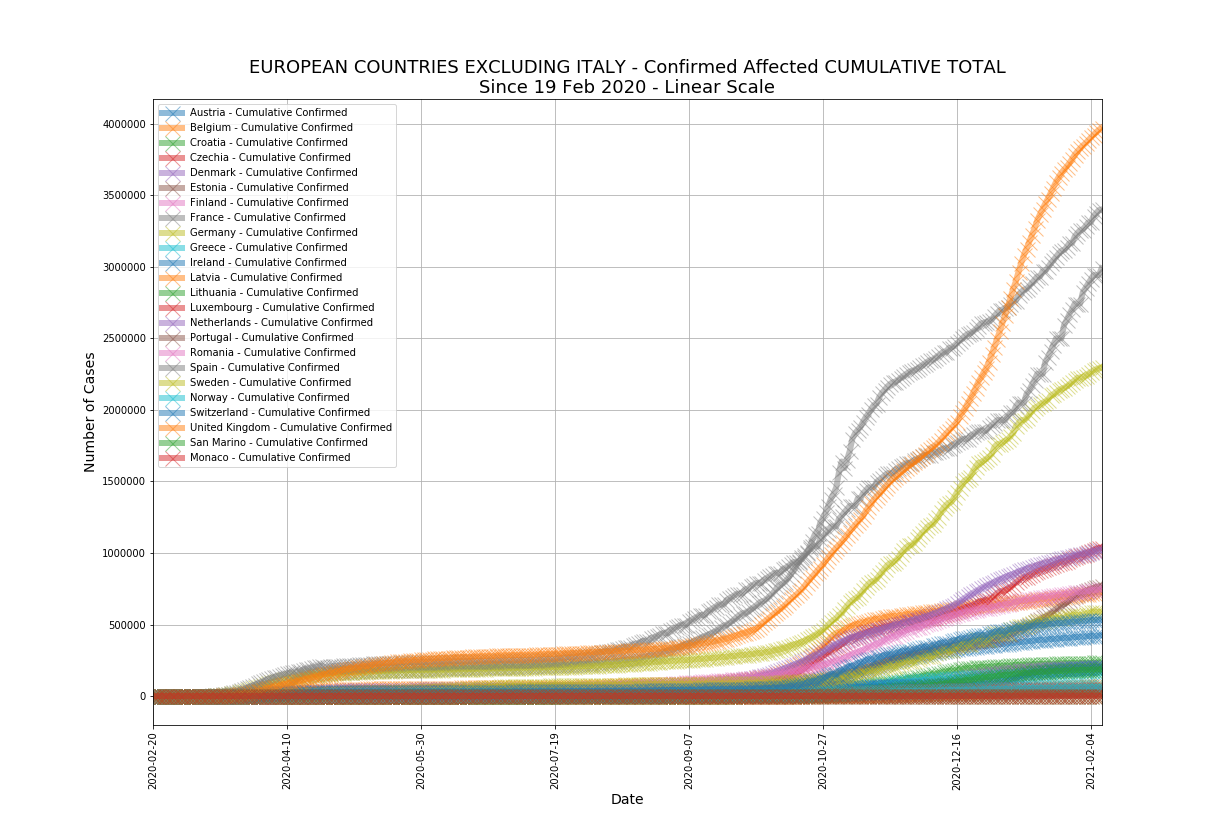 EUROPEAN COUNTRIES EXCLUDING ITALY - Confirmed Affected CUMULATIVE TOTAL
Since 19 Feb 2020 - Linear Scale
Austria - Cumulative Confirmed
Belgium - Cumulative Confirmed
Croatia - Cumulative Confirmed
Czechia - Cumulative Confirmed
Denmark - Cumulative Confirmed
Estonia - Cumulative Confirmed
Finland - Cumulative Confirmed
France - Cumulative Confirmed
Germany - Cumulative Confirmed
Greece - Cumulative Confirmed
Ireland - Cumulative Confirmed
Latvia - Cumulative Confirmed
Lithuania - Cumulative Confirmed
Luxembourg - Cumulative Confirmed
Netherlands - Cumulative Confirmed
Portugal - Cumulative Confirmed
Romania - Cumulative Confirmed
Spain - Cumulative Confirmed
Sweden - Cumulative Confirmed
Norway - Cumulative Confirmed
Switzerland - Cumulative Confirmed
United Kingdom - Cumulative Confirmed
San Marino - Cumulative Confirmed
Monaco - Cumulative Confirmed
Number of Cases
4000000
3500000
3000000
2500000
2000000
1500000
1000000
500000
0
2020-02-20
2020-04-10
2020-05-30
2020-07-19
2020-09-07
2020-10-27
2020-12-16
2021-02-04
Date